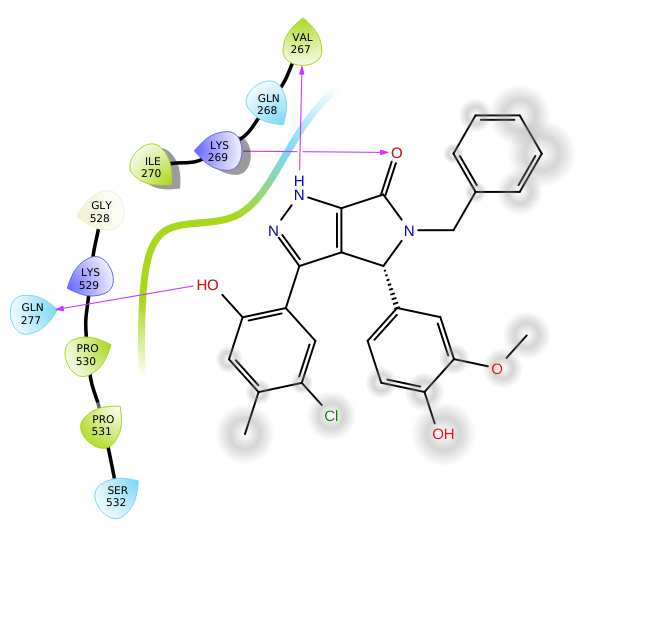 VAL
267
GLN
268
LYS
269
ILE
270
O
H
N
N
N
GLY
528
LYS
529
HO
GLN
277
PRO
530
O
Cl
OH
PRO
531
SER
532